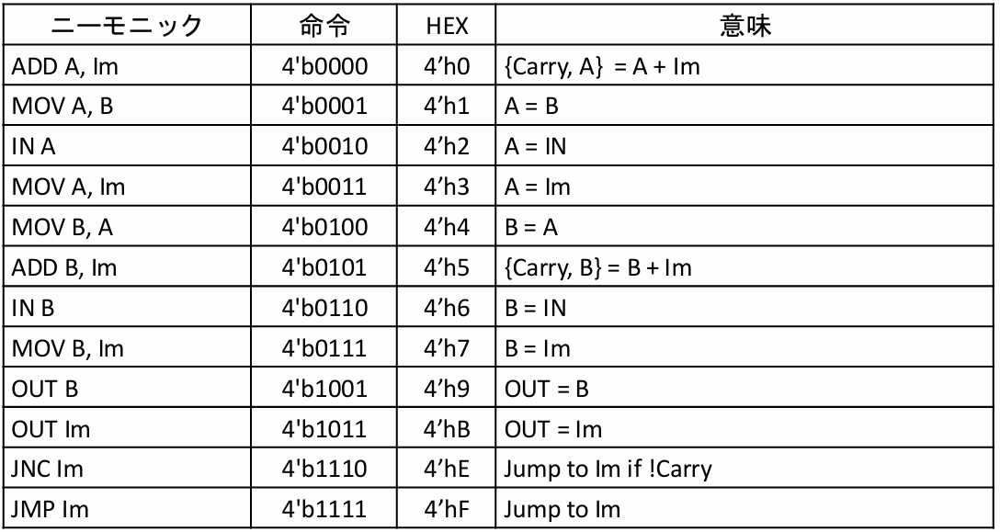 ニーモニック 命令 HEX 意味
ADD A, Im 4'b0000 4’h0 {Carry, A} = A + Im
MOV A, B 4'b0001 4’h1 A = B
IN A 4'b0010 4’h2 A = IN
MOV A, Im 4'b0011 4’h3 A = Im
MOV B, A 4'b0100 4’h4 B = A
ADD B, Im 4'b0101 4’h5 {Carry, B} = B + Im
IN B 4'b0110 4’h6 B = IN
MOV B, Im 4'b0111 4’h7 B = Im
OUT B 4'b1001 4’h9 OUT = B
OUT Im 4'b1011 4’hB OUT = Im
JNC Im 4'b1110 4’hE Jump to Im if !Carry
JMP Im 4'b1111 4’hF Jump to Im